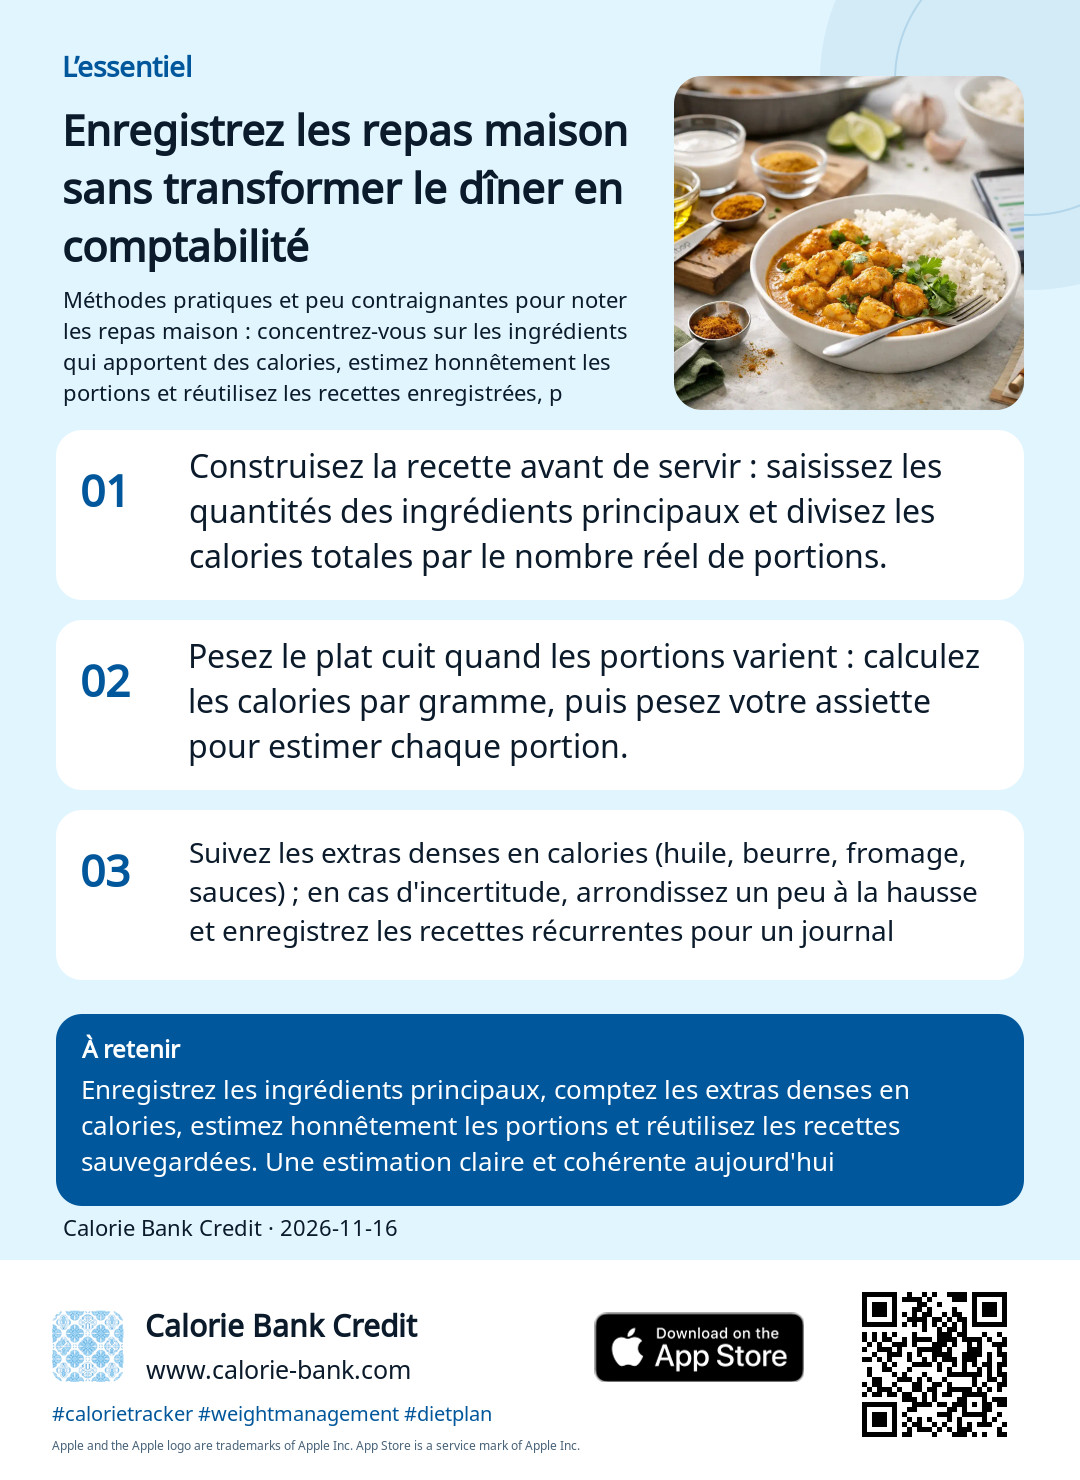 L’essentiel
Enregistrez les repas maison
sans transformer le dîner en
comptabilité
Méthodes pratiques et peu contraignantes pour noter
les repas maison : concentrez-vous sur les ingrédients
qui apportent des calories, estimez honnêtement les
portions et réutilisez les recettes enregistrées, p
01
Construisez la recette avant de servir : saisissez les
quantités des ingrédients principaux et divisez les
calories totales par le nombre réel de portions.
02
Pesez le plat cuit quand les portions varient : calculez
les calories par gramme, puis pesez votre assiette
pour estimer chaque portion.
03
Suivez les extras denses en calories (huile, beurre, fromage,
sauces) ; en cas d'incertitude, arrondissez un peu à la hausse
et enregistrez les recettes récurrentes pour un journal
À retenir
Enregistrez les ingrédients principaux, comptez les extras denses en
calories, estimez honnêtement les portions et réutilisez les recettes
sauvegardées. Une estimation claire et cohérente aujourd'hui
Calorie Bank Credit · 2026-11-16
Calorie Bank Credit
www.calorie-bank.com
Download on the
App Store
#calorietracker #weightmanagement #dietplan
Apple and the Apple logo are trademarks of Apple Inc. App Store is a service mark of Apple Inc.